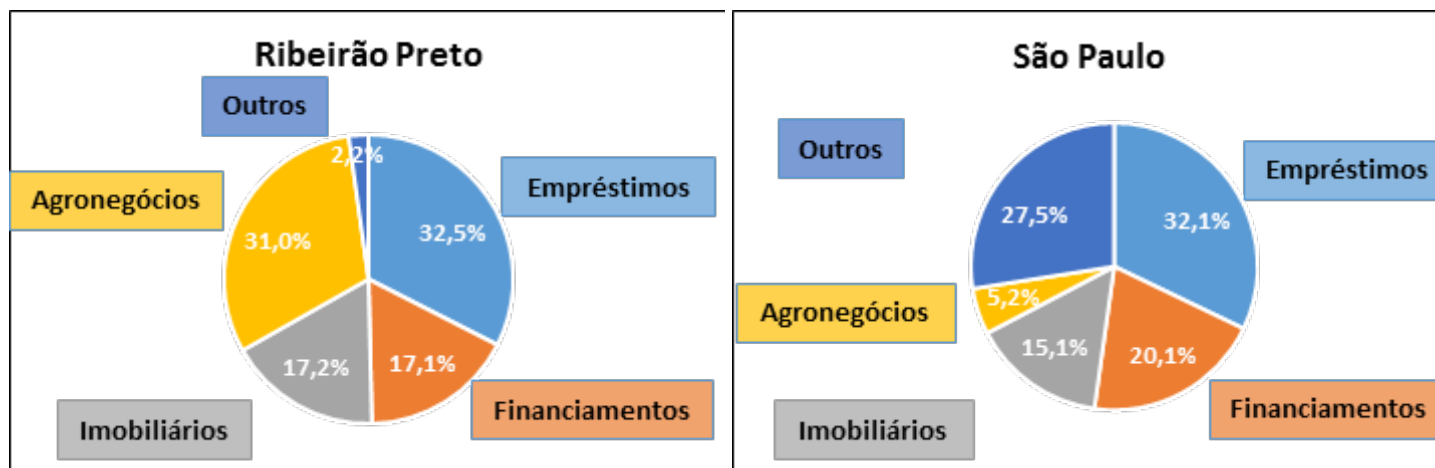 Ribeirão Preto
Outros
2,2%
Agronegócios
Empréstimos
31,0%
32,5%
17,2%
17,1%
Imobiliários
Financiamentos
São Paulo
Outros
Empréstimos
27,5%
32,1%
Agronegócios
5,2%
15,1%
20,1%
Imobiliários
Financiamentos